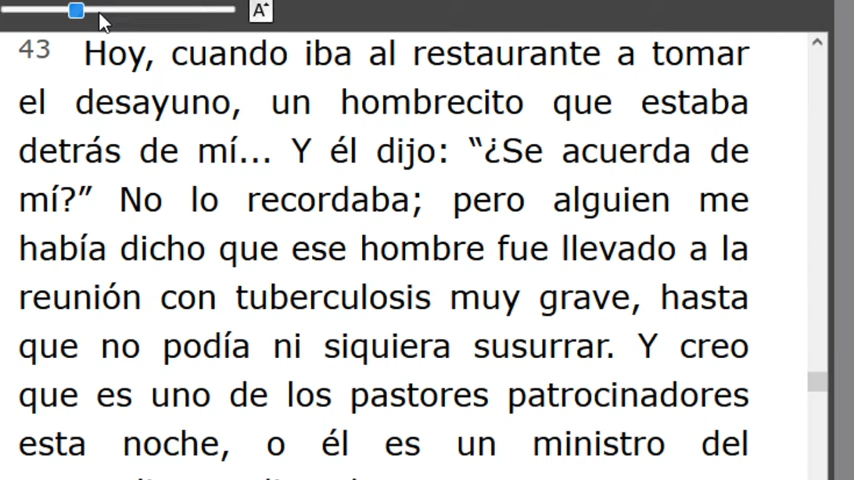 A
43 Hoy, cuando iba al restaurante a tomar
el desayuno, un hombrecito que estaba
detrás de mí... Y él dijo: “¿Se acuerda de
mí?” No lo recordaba; pero alguien me
había dicho que ese hombre fue llevado a la
reunión con tuberculosis muy grave, hasta
que no podía ni siquiera susurrar. Y creo
que es uno de los pastores patrocinadores
esta noche, o él es un ministro del